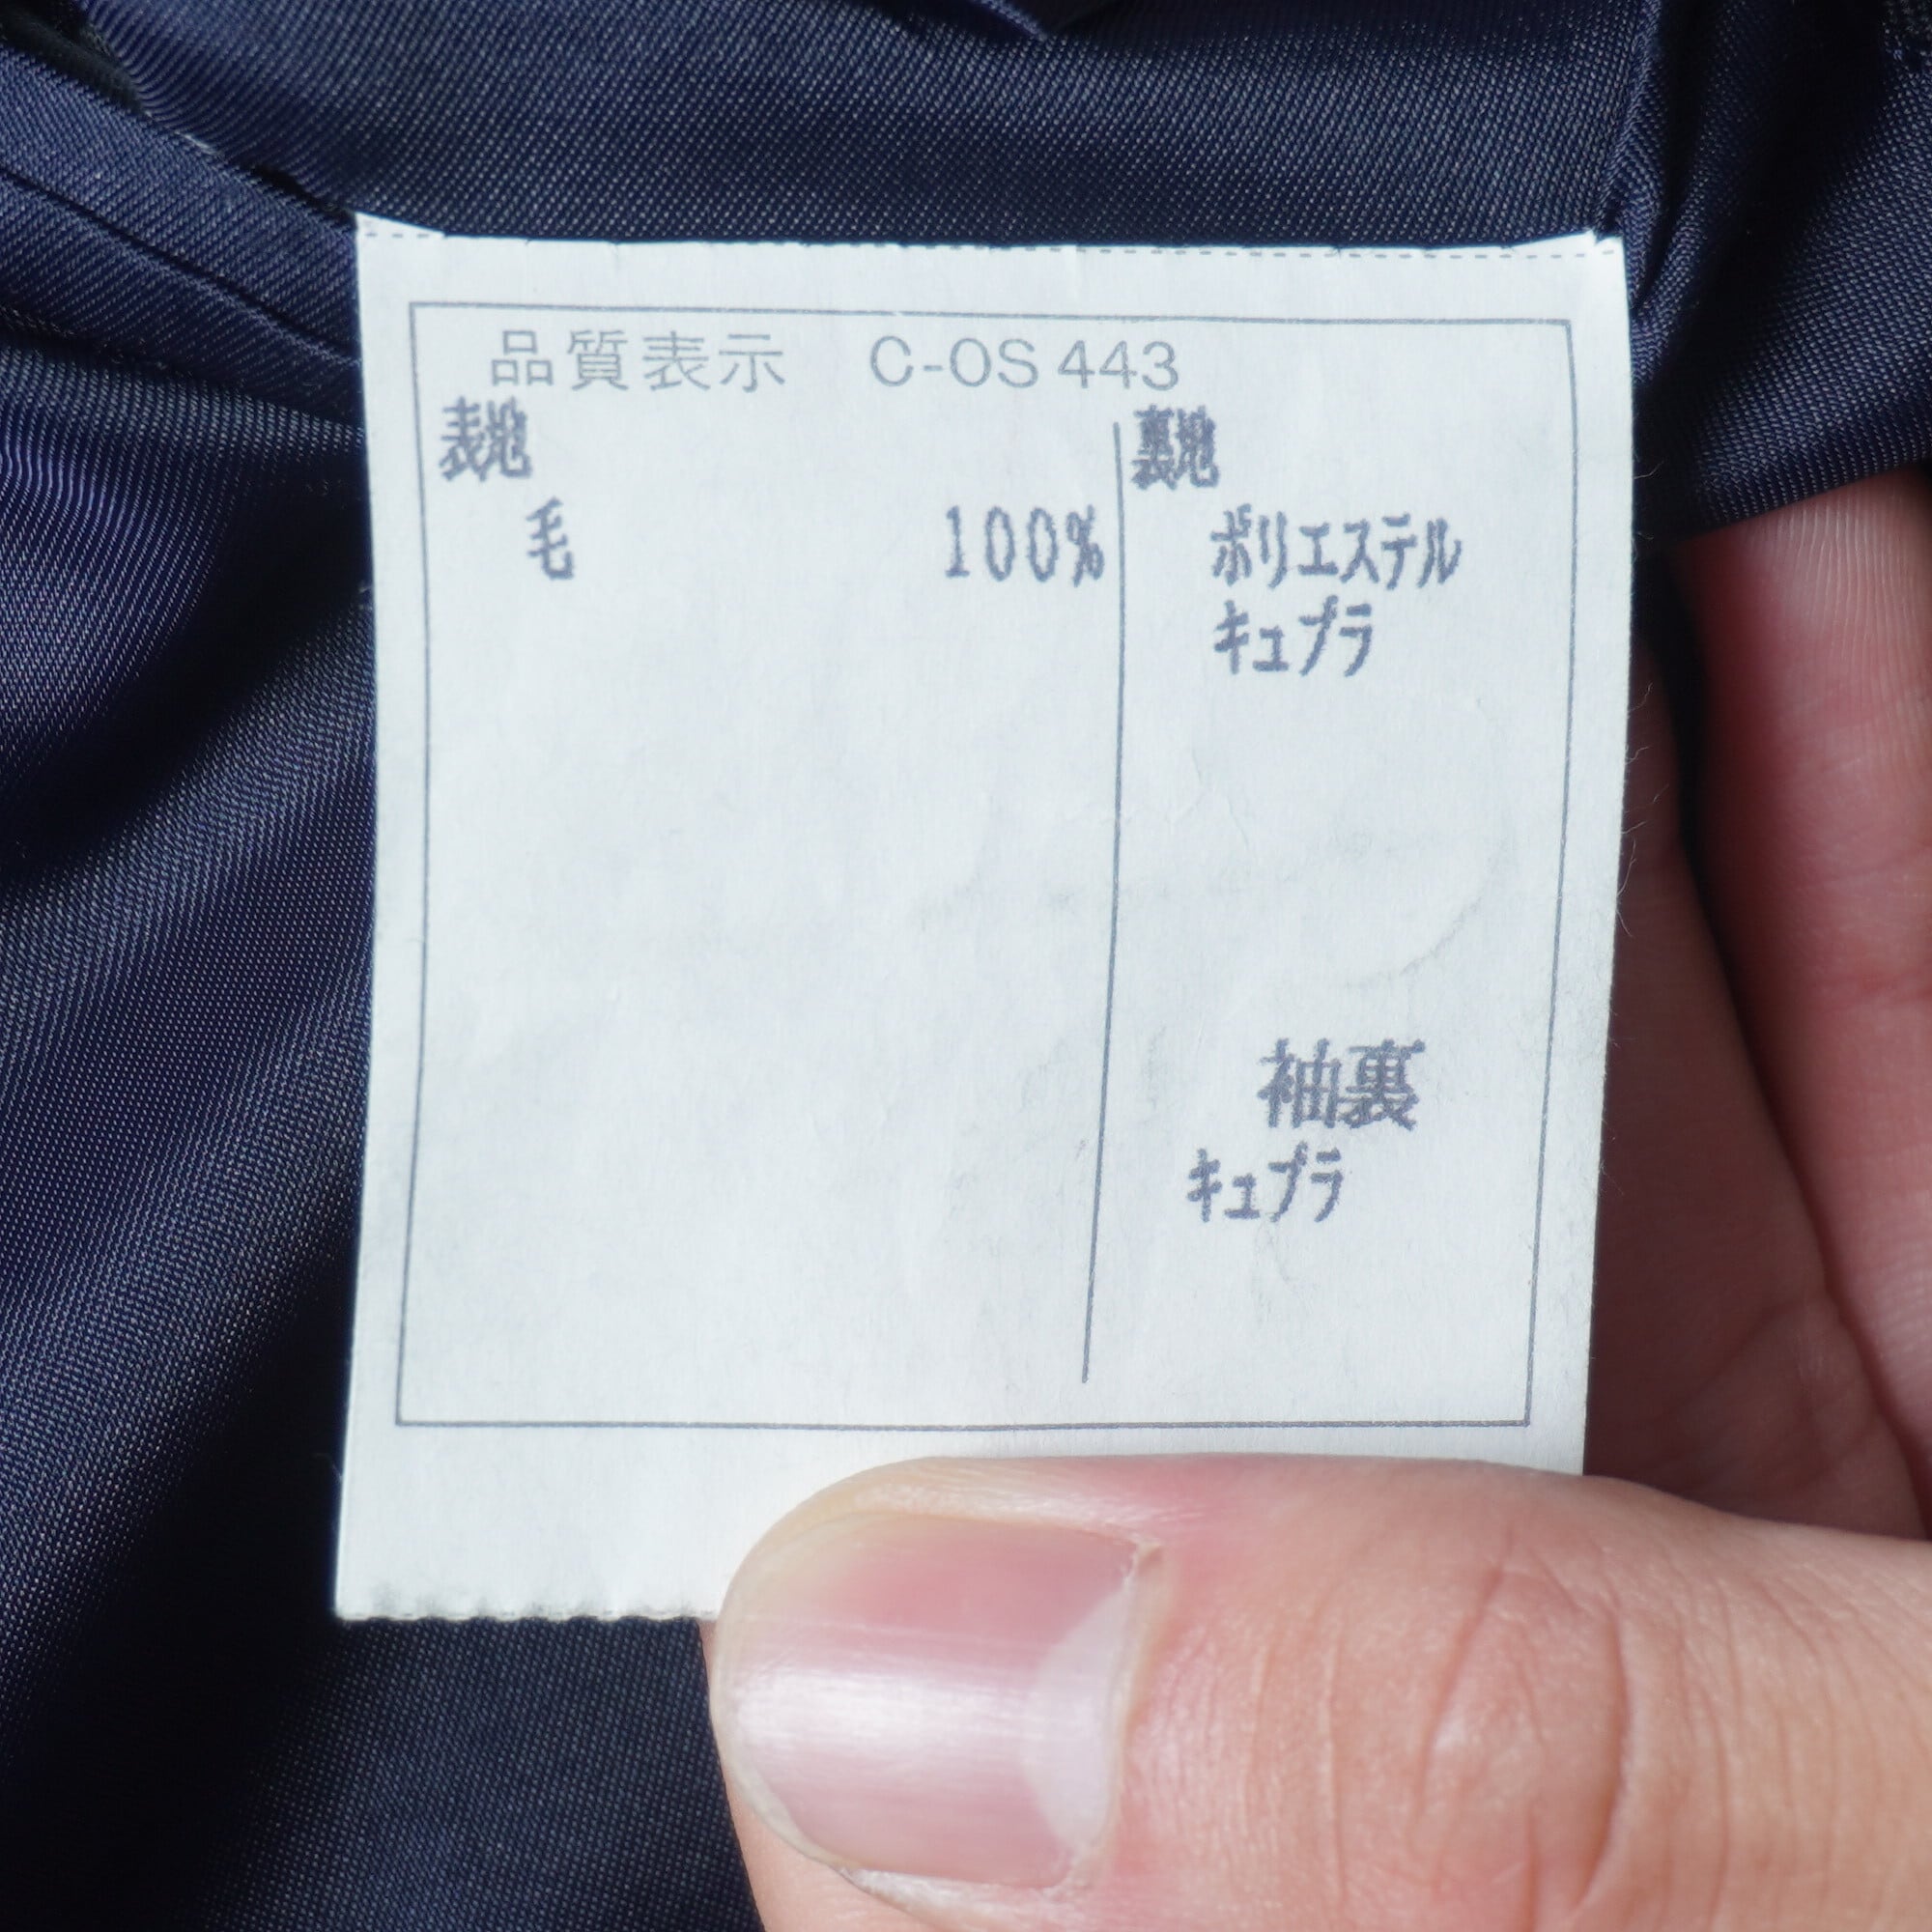 品質表示 C-OS 443
表地
毛 100%
裏地
ポリエステル
キュプラ
袖裏
キュプラ